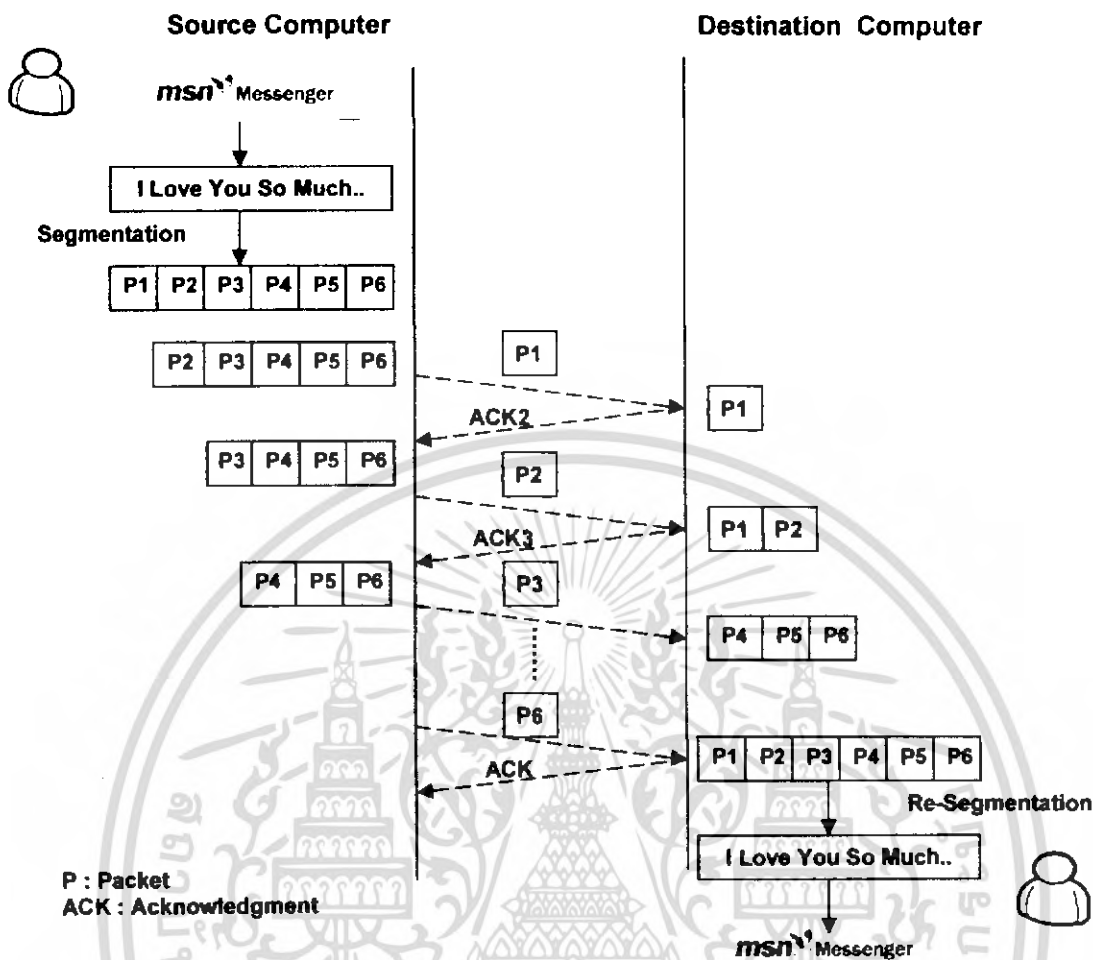 Source Computer
Destination Computer
msn Messenger
I Love You So Much..
Segmentation
P1 P2 P3 P4 P5 P6
P2 P3 P4 P5 P6
P1
P1
ACK2
P3 P4 P5 P6
P2
P1 P2
ACK3
P4 P5 P6
P3
P4 P5 P6
P6
P1 P2 P3 P4 P5 P6
ACK
Re-Segmentation
I Love You So Much..
P : Packet
ACK : Acknowledgment
msn Messenger